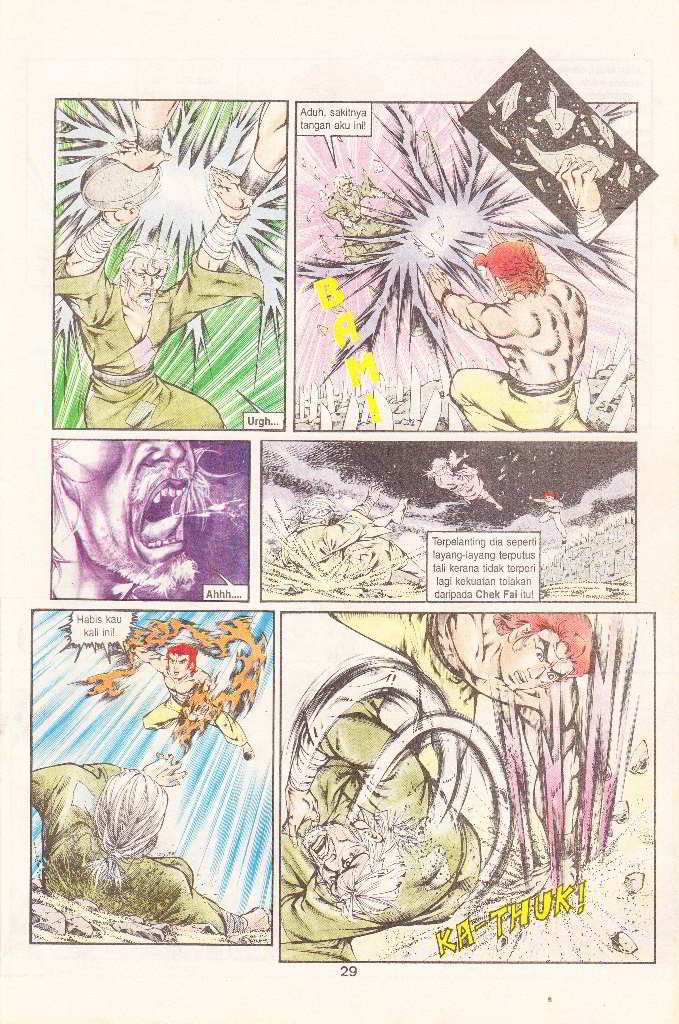 Urgh...
Aduh, sakitnya
tangan aku ini!
BAM!
Ahhh....
Terpelanting dia seperti
layang-layang terputus
tali kerana tidak terperi
lagi kekuatan tolakan
daripada Chek Fai itu!
Habis kau
kali ini!
KA-THUK!
29